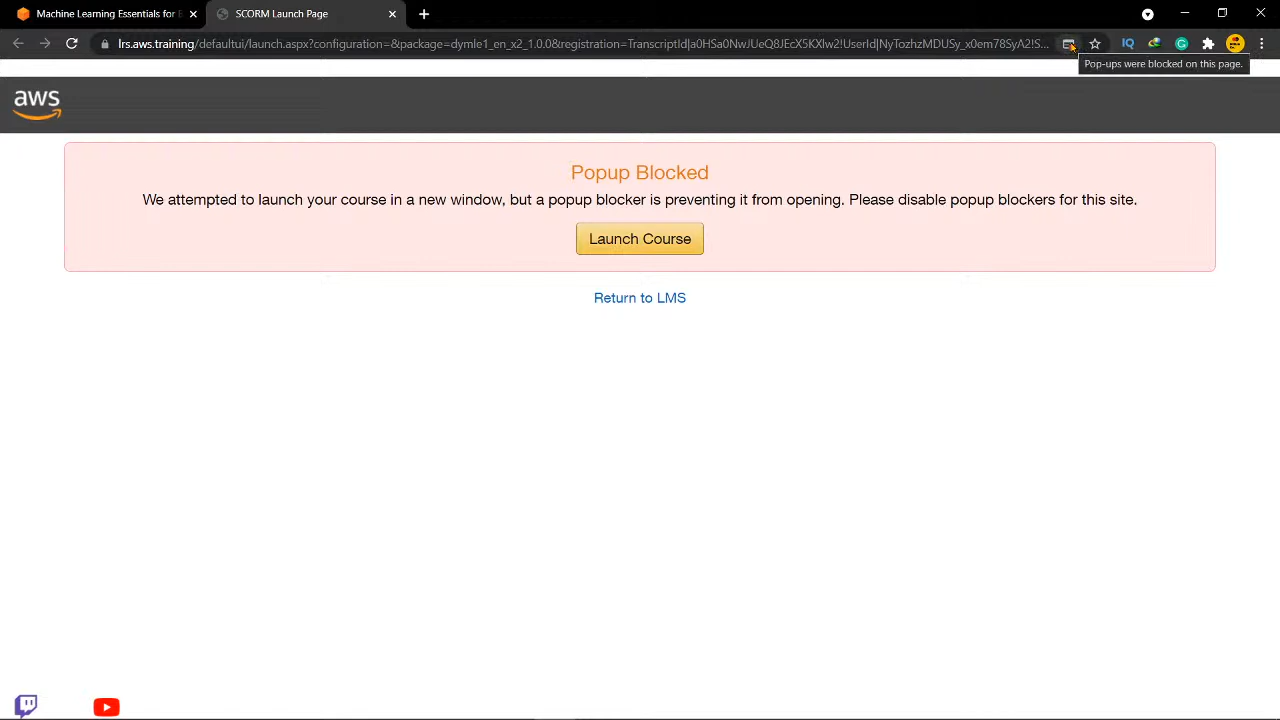 Machine Learning Essentials for B
SCORM Launch Page
lrs.aws.training/defaultui/launch.aspx?configuration=&package=dymle1_en_x2_1.0.08&registration=TranscriptId|a0HSa0NwJUeQ8JEcX5KXlw2!UserId|NyTozhzMDUSy_x0em78SyA2!S...
IQ
Pop-ups were blocked on this page.
aws
Popup Blocked
We attempted to launch your course in a new window, but a popup blocker is preventing it from opening. Please disable popup blockers for this site.
Launch Course
Return to LMS